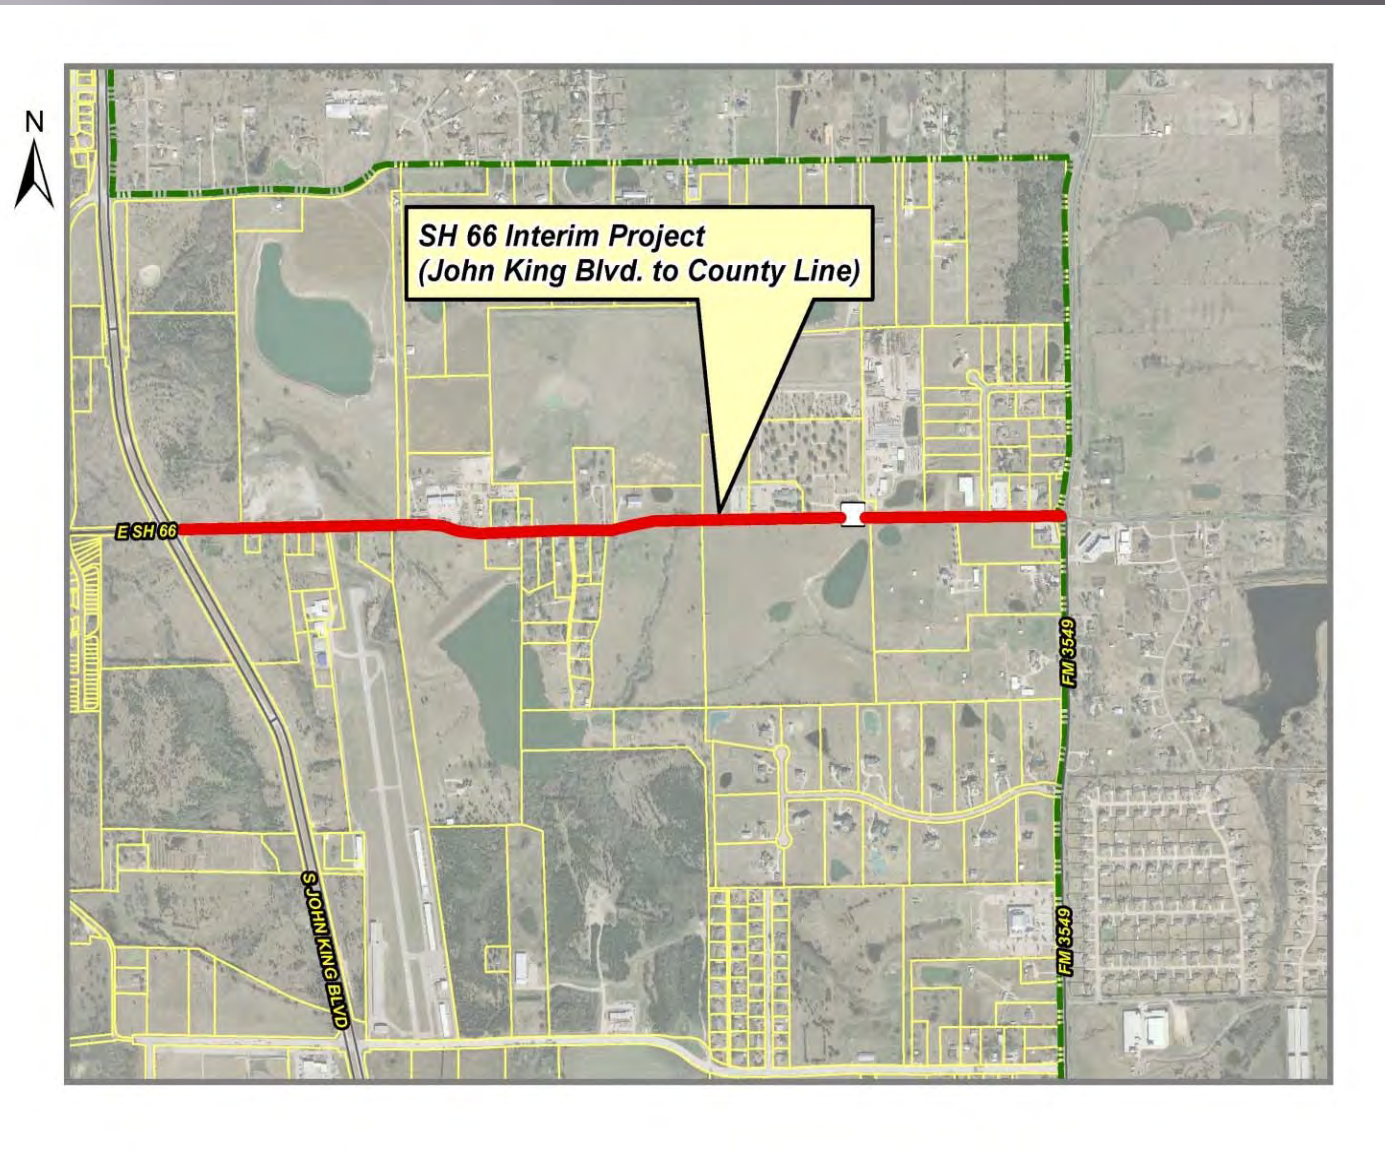 N
SH 66 Interim Project
(John King Blvd. to County Line)
E SH 66
FM 3549
S JOHN KING BLVD
FM 3549